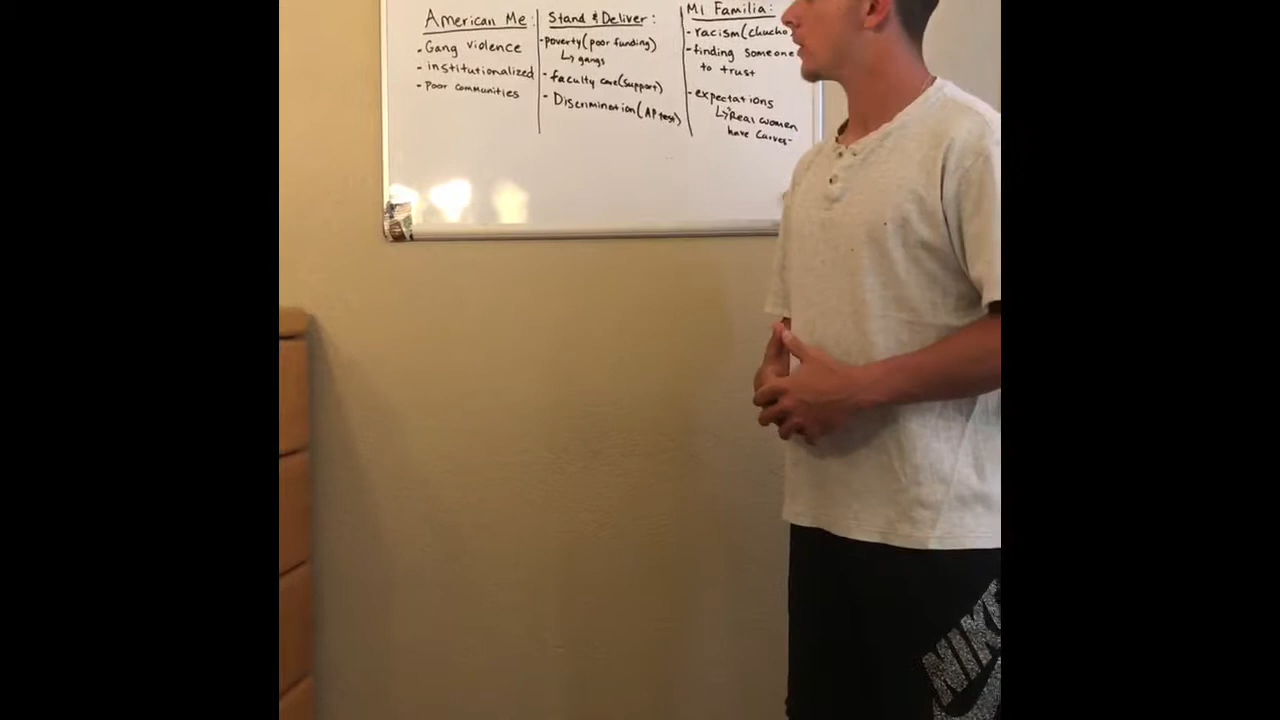 American Me:
- Gang violence
- institutionalized
- Poor communities
Stand & Deliver:
- poverty (poor funding)
↳ gangs
- faculty care (support)
- Discrimination (AP test)
Mi Familia:
- racism (chucho
- finding someone
to trust
- expectations
↳ Real women
have Curves-
NIKE